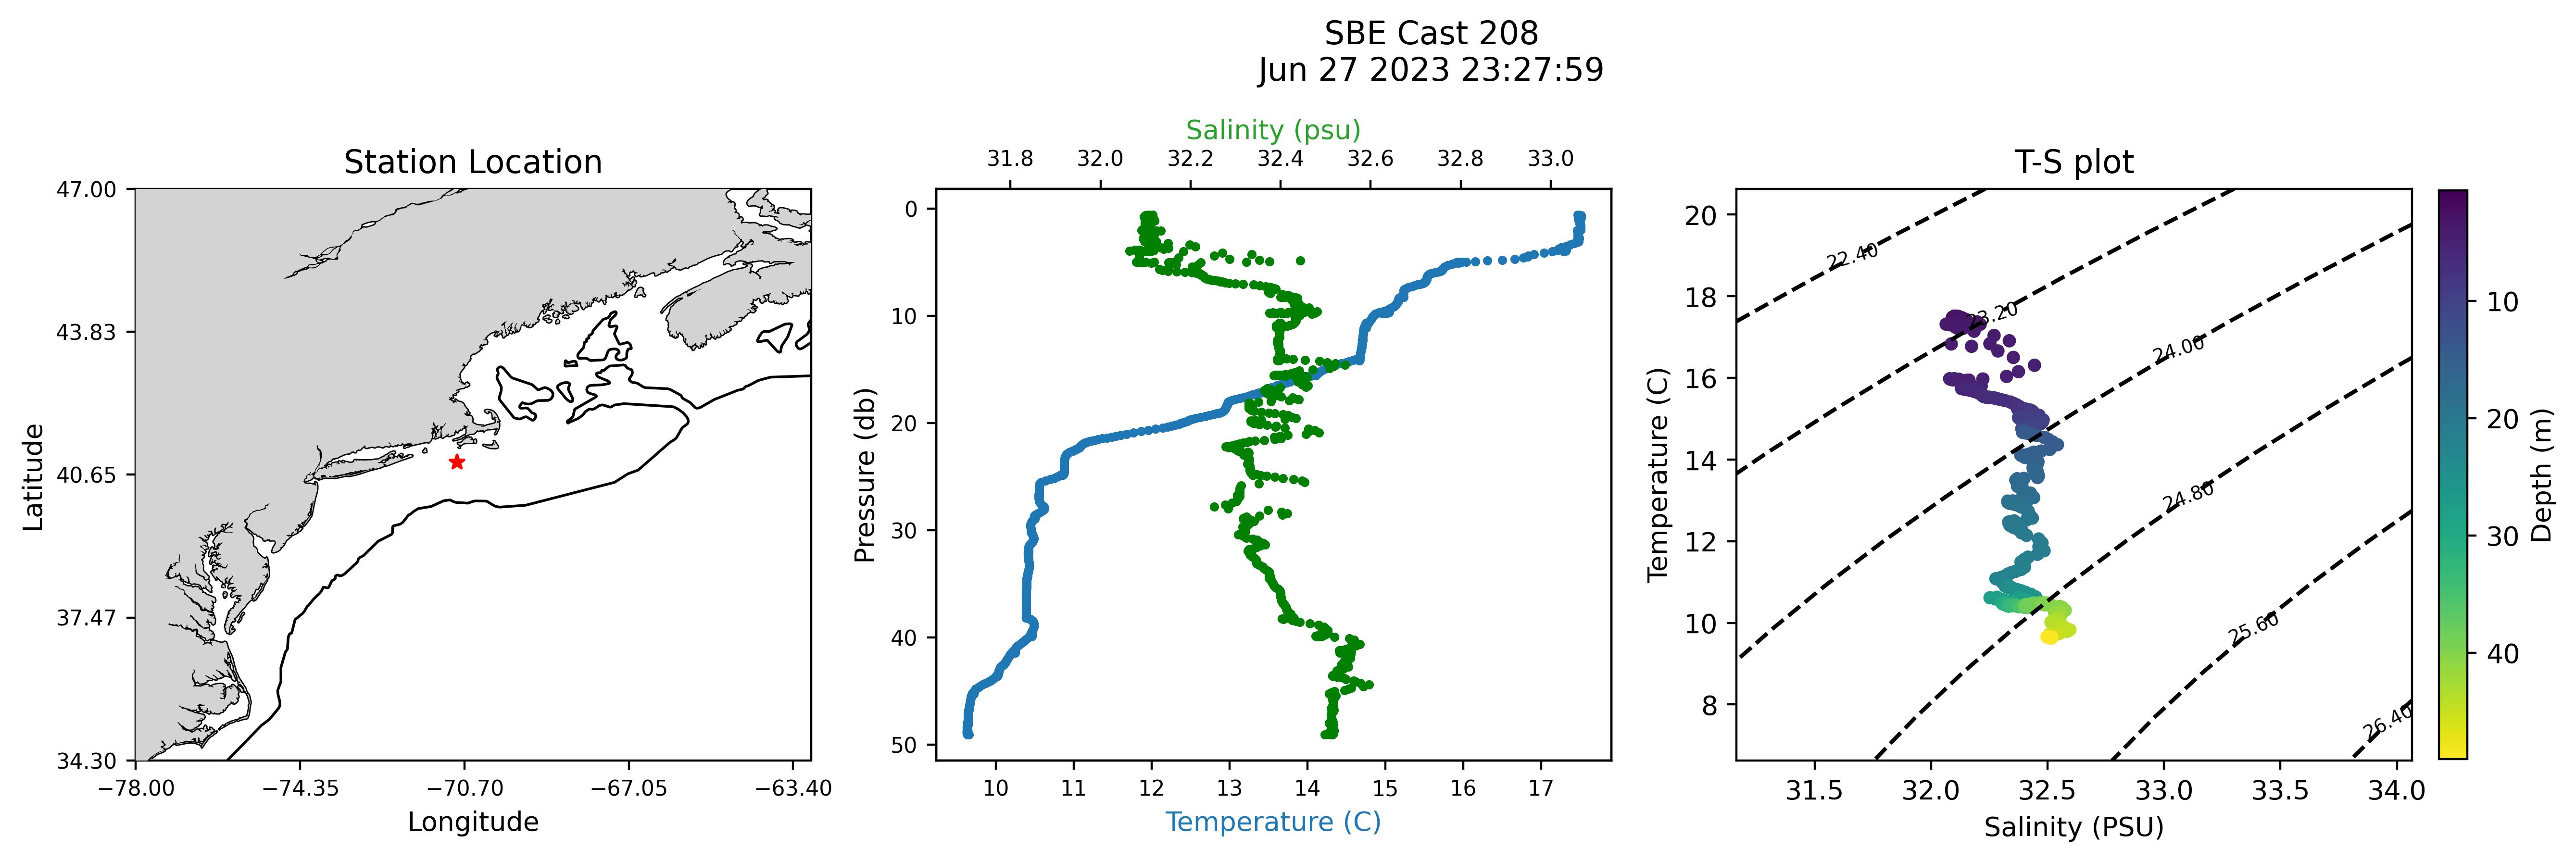 SBE Cast 208
Jun 27 2023 23:27:59
Station Location
47.00
43.83
40.65
37.47
34.30
−78.00 −74.35 −70.70 −67.05 −63.40
Latitude
Longitude
Salinity (psu)
31.8 32.0 32.2 32.4 32.6 32.8 33.0
0
10
20
30
40
50
Pressure (db)
10 11 12 13 14 15 16 17
Temperature (C)
T-S plot
20
18
16
14
12
10
8
Temperature (C)
22.40
23.20
24.00
24.80
25.60
26.40
31.5 32.0 32.5 33.0 33.5 34.0
Salinity (PSU)
10
20
30
40
Depth (m)